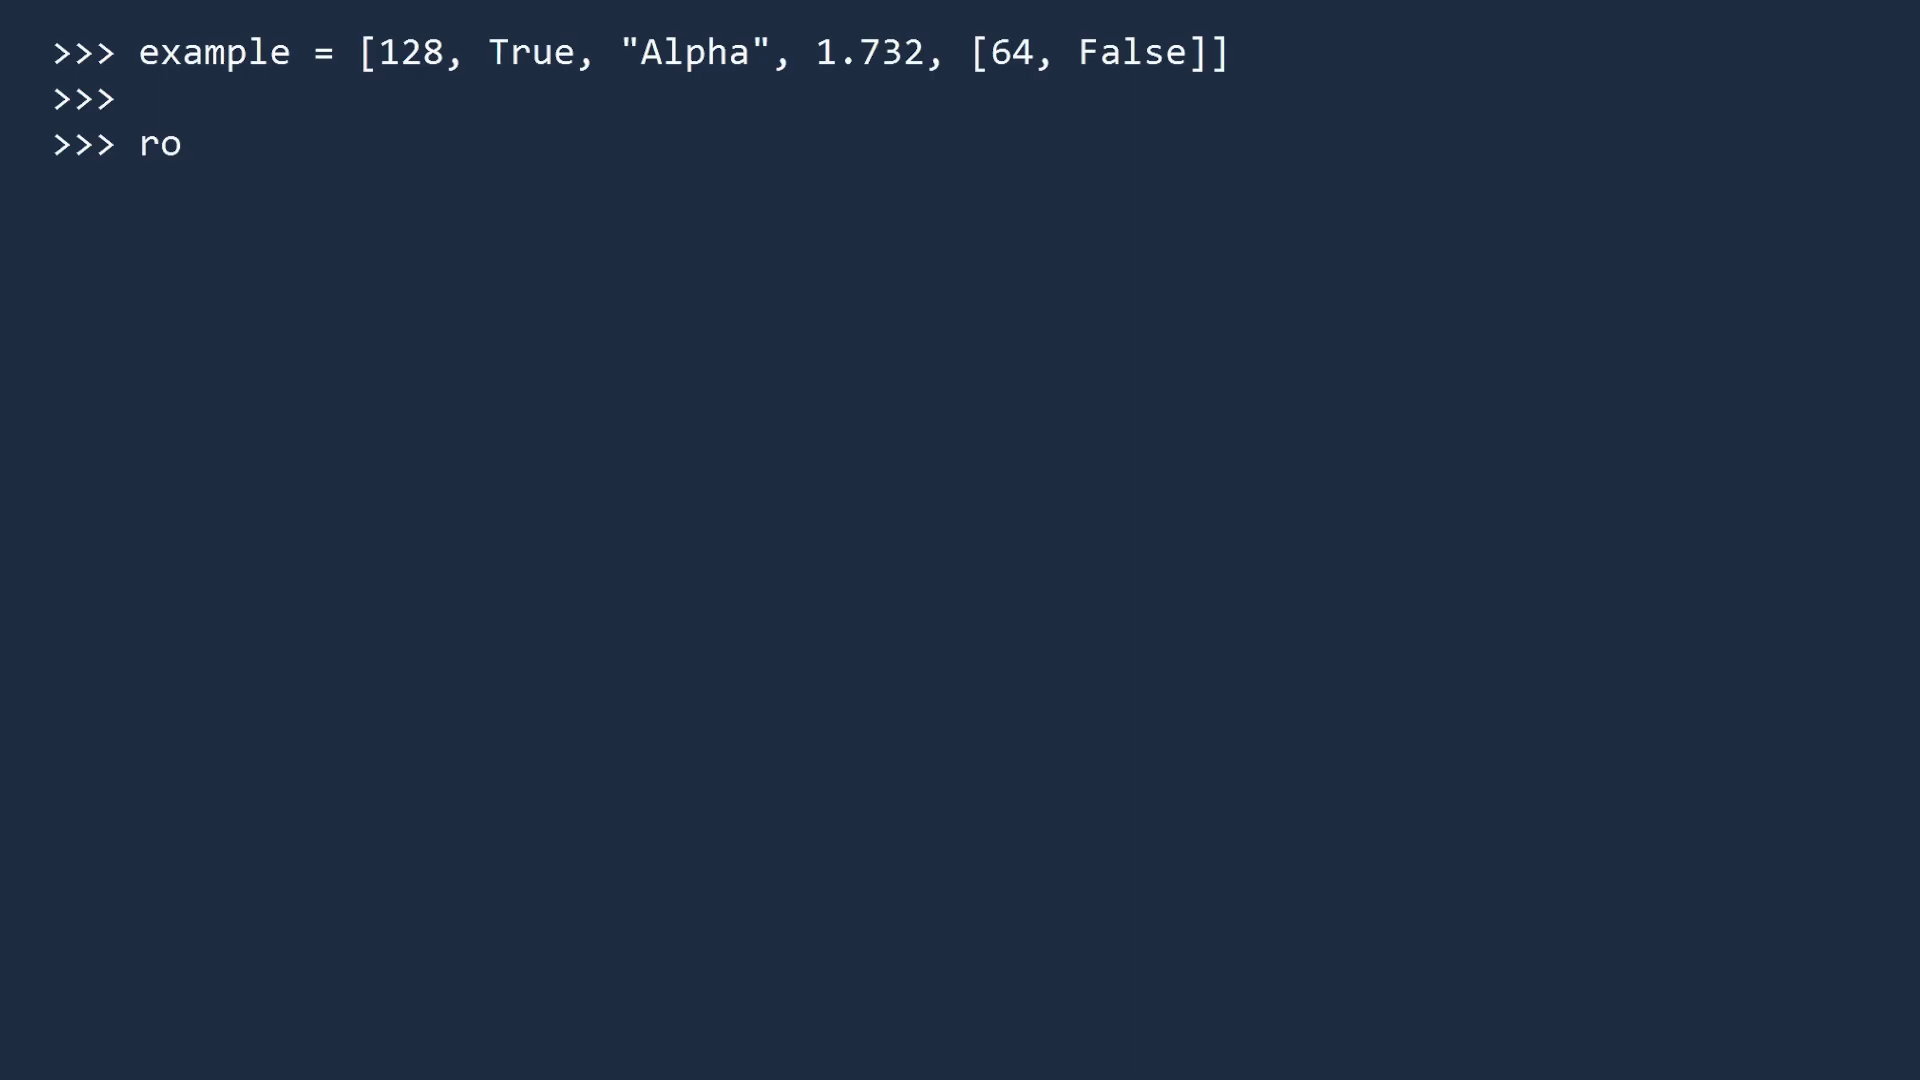 >>> example = [128, True, "Alpha", 1.732, [64, False]]
>>>
>>> ro